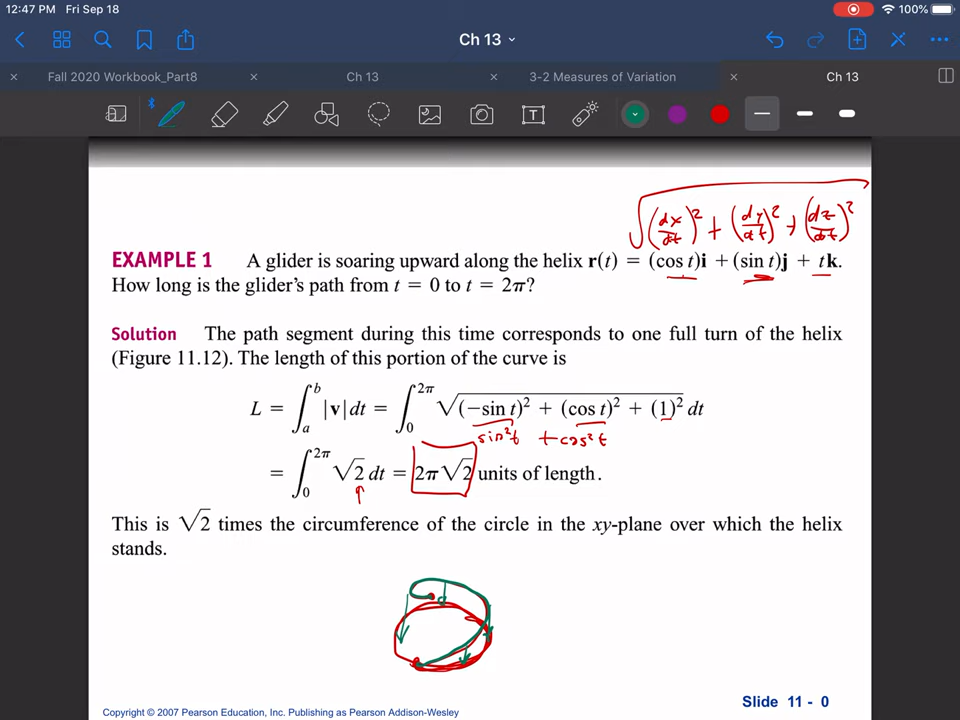 12:47 PM Fri Sep 18
100%
Ch 13
Fall 2020 Workbook_Part8
Ch 13
3-2 Measures of Variation
Ch 13
√(dx/dt)² + (dy/dt)² + (dz/dt)²
EXAMPLE 1 A glider is soaring upward along the helix r(t) = (cos t)i + (sin t)j + tk.
How long is the glider's path from t = 0 to t = 2π?
Solution The path segment during this time corresponds to one full turn of the helix
(Figure 11.12). The length of this portion of the curve is
L = ∫_a^b |v| dt = ∫_0^{2π} √(−sin t)² + (cos t)² + (1)² dt
sin²t + cos²t
= ∫_0^{2π} √2 dt = 2π√2 units of length.
This is √2 times the circumference of the circle in the xy-plane over which the helix
stands.
Slide 11 - 0
Copyright © 2007 Pearson Education, Inc. Publishing as Pearson Addison-Wesley